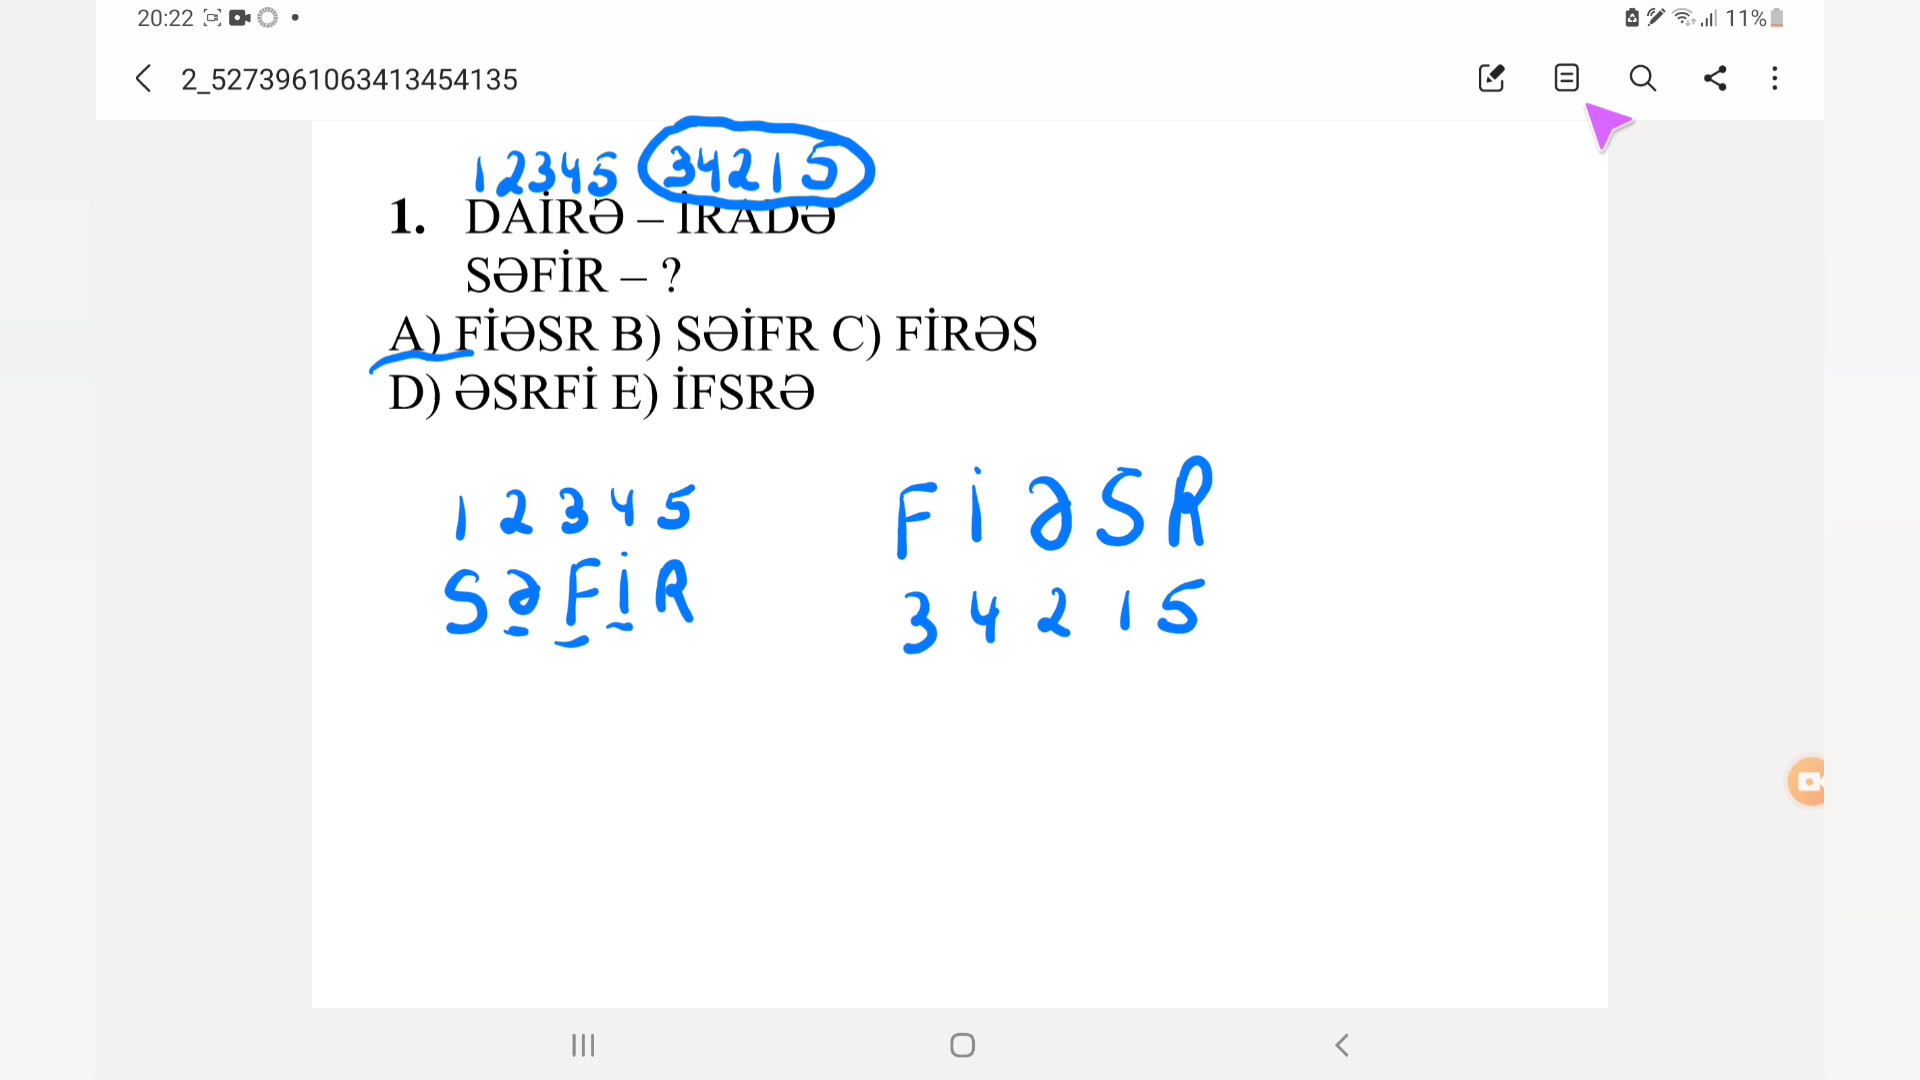 20:22
11%
2_5273961063413454135
12345 34215
1. DAİRƏ – İRADƏ
SƏFİR – ?
A) FİƏSR B) SƏİFR C) FİRƏS
D) ƏSRFİ E) İFSRƏ
1 2 3 4 5
SƏFİR
FİƏSR
3 4 2 1 5